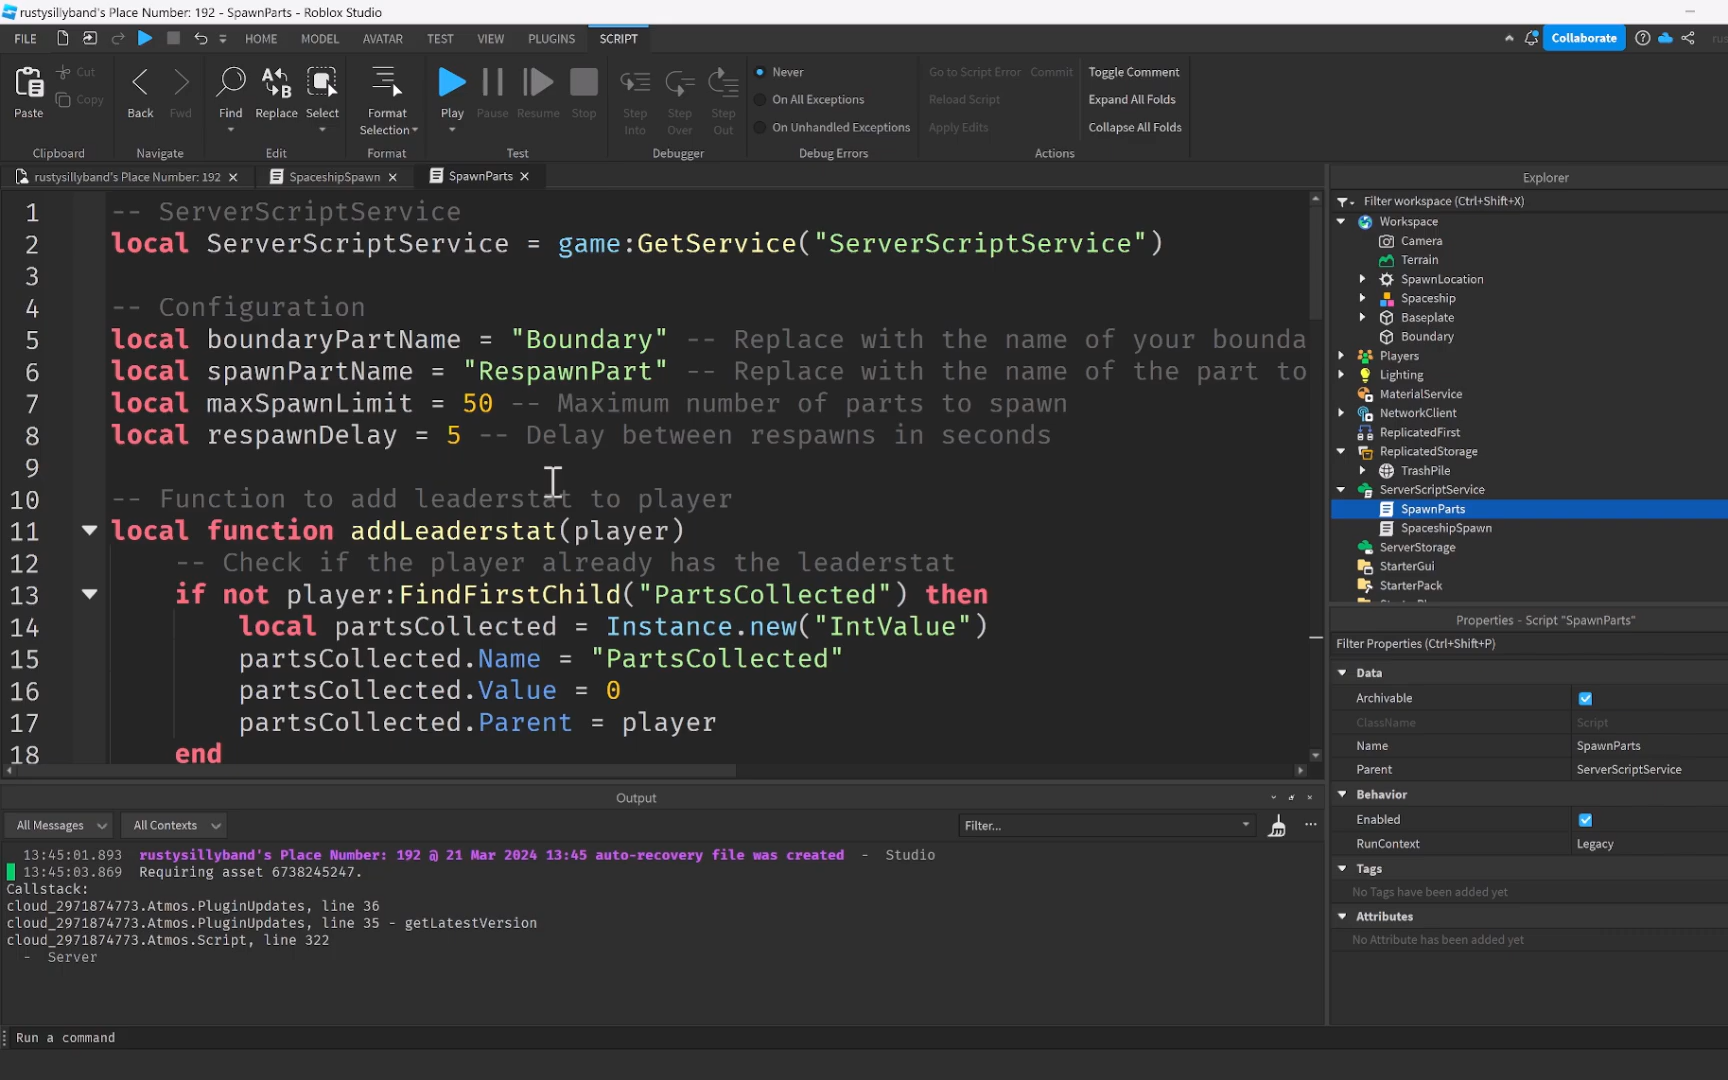 rustysillyband's Place Number: 192 - SpawnParts - Roblox Studio
FILE HOME MODEL AVATAR TEST VIEW PLUGINS SCRIPT Collaborate
Paste Cut Copy
Clipboard
Back Fwd
Navigate
Find Replace Select
Edit
Format Selection
Format
Play Pause Resume Stop
Test
Step Into Step Over Step Out
Debugger
Never
On All Exceptions
On Unhandled Exceptions
Debug Errors
Go to Script Error Commit
Reload Script
Apply Edits
Toggle Comment
Expand All Folds
Collapse All Folds
Actions
rustysillyband's Place Number: 192 SpaceshipSpawn SpawnParts
1 -- ServerScriptService
2 local ServerScriptService = game:GetService("ServerScriptService")
3
4 -- Configuration
5 local boundaryPartName = "Boundary" -- Replace with the name of your bounda
6 local spawnPartName = "RespawnPart" -- Replace with the name of the part to
7 local maxSpawnLimit = 50 -- Maximum number of parts to spawn
8 local respawnDelay = 5 -- Delay between respawns in seconds
9
10 -- Function to add leaderstat to player
11 local function addLeaderstat(player)
12 -- Check if the player already has the leaderstat
13 if not player:FindFirstChild("PartsCollected") then
14 local partsCollected = Instance.new("IntValue")
15 partsCollected.Name = "PartsCollected"
16 partsCollected.Value = 0
17 partsCollected.Parent = player
18 end
Output
All Messages All Contexts Filter...
13:45:01.893 rustysillyband's Place Number: 192 @ 21 Mar 2024 13:45 auto-recovery file was created - Studio
13:45:03.869 Requiring asset 6738245247.
Callstack:
cloud_2971874773.Atmos.PluginUpdates, line 36
cloud_2971874773.Atmos.PluginUpdates, line 35 - getLatestVersion
cloud_2971874773.Atmos.Script, line 322
- Server
Run a command
Explorer
Filter workspace (Ctrl+Shift+X)
Workspace
Camera
Terrain
SpawnLocation
Spaceship
Baseplate
Boundary
Players
Lighting
MaterialService
NetworkClient
ReplicatedFirst
ReplicatedStorage
TrashPile
ServerScriptService
SpawnParts
SpaceshipSpawn
ServerStorage
StarterGui
StarterPack
Properties - Script "SpawnParts"
Filter Properties (Ctrl+Shift+P)
Data
Archivable
ClassName Script
Name SpawnParts
Parent ServerScriptService
Behavior
Enabled
RunContext Legacy
Tags
No Tags have been added yet
Attributes
No Attribute has been added yet